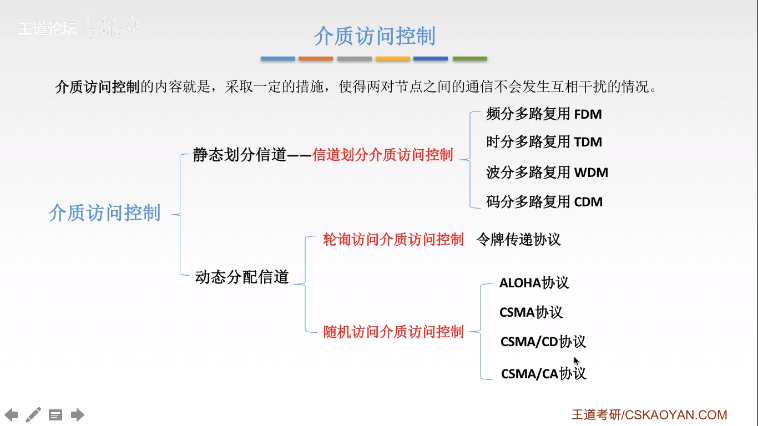 王道论坛
介质访问控制
介质访问控制的内容就是，采取一定的措施，使得两对节点之间的通信不会发生互相干扰的情况。
介质访问控制
静态划分信道——信道划分介质访问控制
频分多路复用 FDM
时分多路复用 TDM
波分多路复用 WDM
码分多路复用 CDM
动态分配信道
轮询访问介质访问控制 令牌传递协议
随机访问介质访问控制
ALOHA协议
CSMA协议
CSMA/CD协议
CSMA/CA协议
王道考研/CSKAOYAN.COM